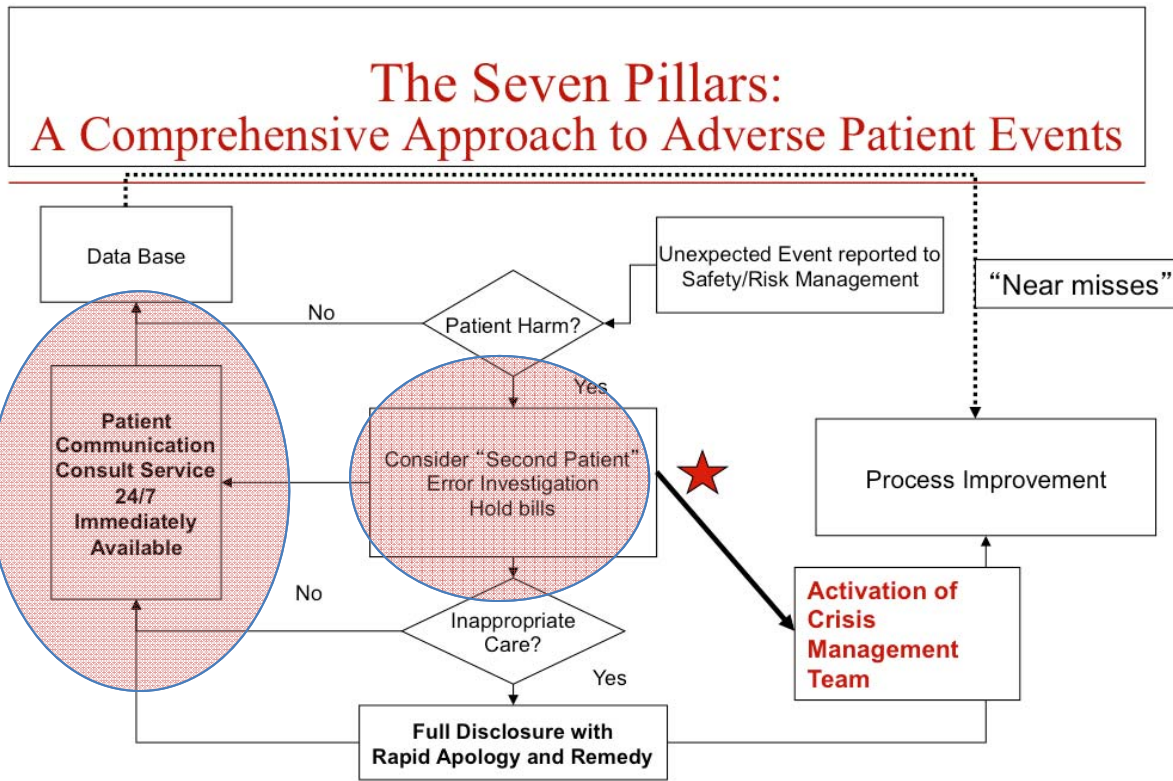 The Seven Pillars:
A Comprehensive Approach to Adverse Patient Events
Data Base
Unexpected Event reported to
Safety/Risk Management
“Near misses”
No
Patient Harm?
Yes
Patient
Communication
Consult Service
24/7
Immediately
Available
Consider “Second Patient”
Error Investigation
Hold bills
Process Improvement
No
Inappropriate
Care?
Yes
Activation of
Crisis
Management
Team
Full Disclosure with
Rapid Apology and Remedy